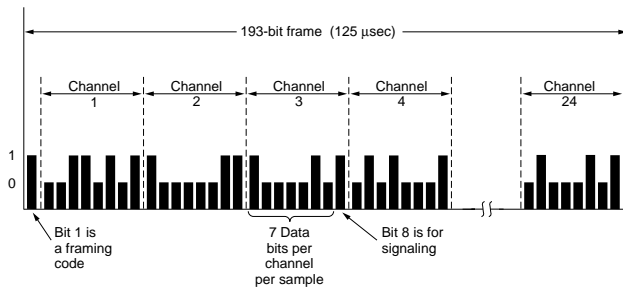 193-bit frame (125 μsec)
Channel
1
Channel
2
Channel
3
Channel
4
Channel
24
1
0
Bit 1 is
a framing
code
7 Data
bits per
channel
per sample
Bit 8 is for
signaling